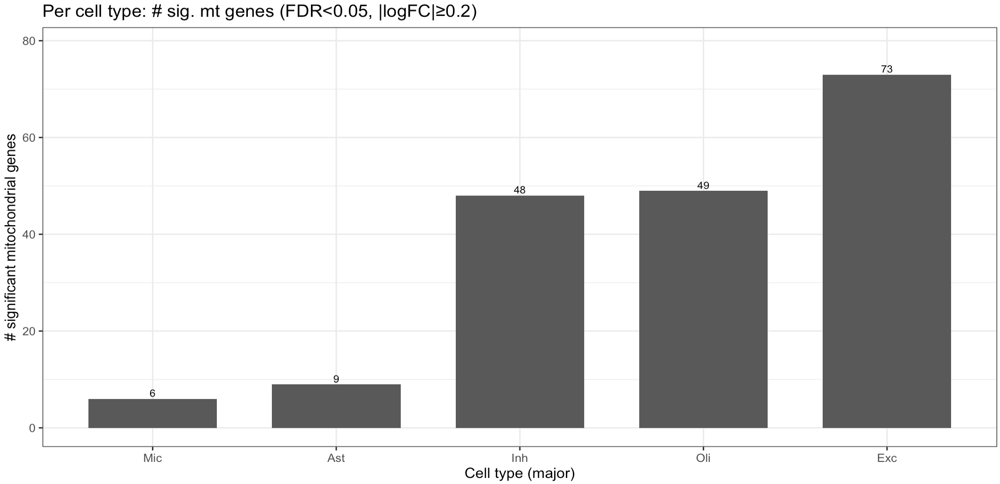 Per cell type: # sig. mt genes (FDR<0.05, |logFC|≥0.2)
# significant mitochondrial genes
80
60
40
20
0
6
9
48
49
73
Mic
Ast
Inh
Oli
Exc
Cell type (major)